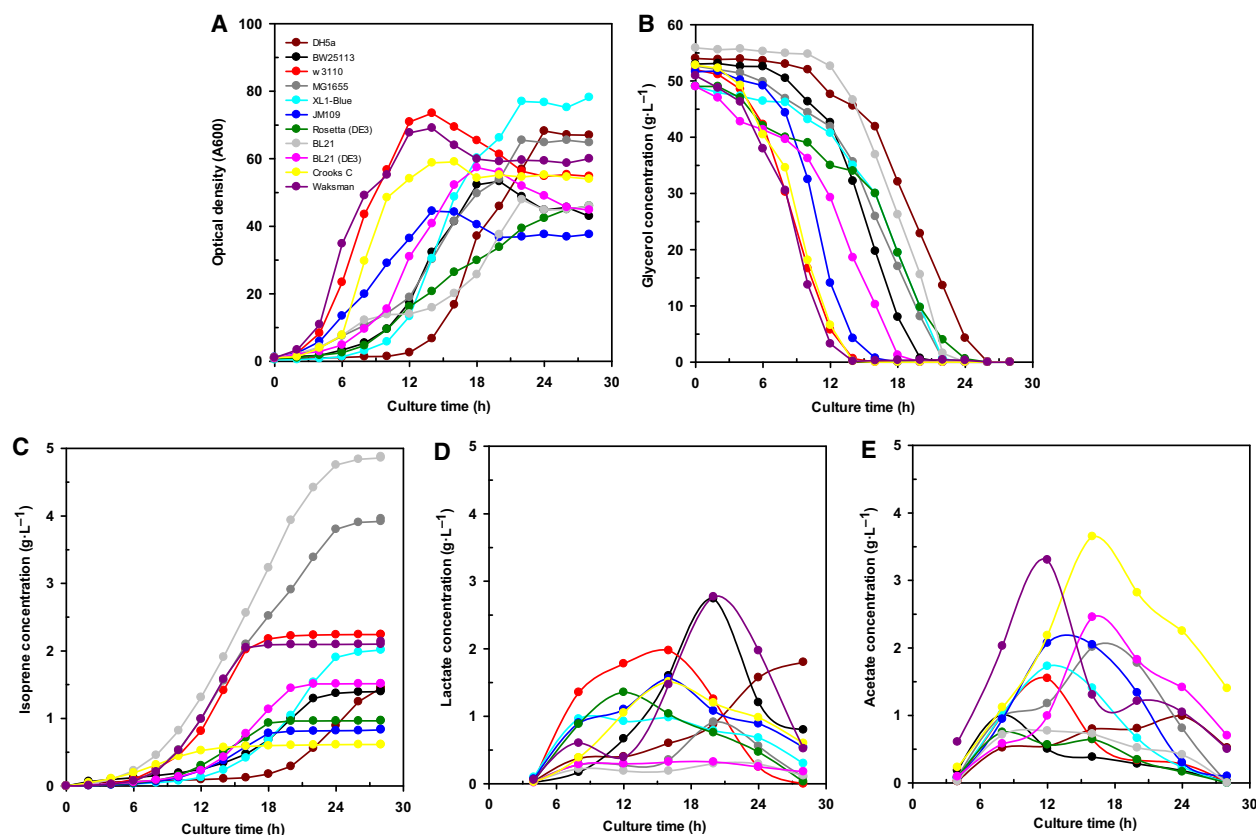 A
Optical density (A600)
100
80
60
40
20
0
DH5a
BW25113
w3110
MG1655
XL1-Blue
JM109
Rosetta (DE3)
BL21
BL21 (DE3)
Crooks C
Waksman
0 6 12 18 24 30
Culture time (h)
B
Glycerol concentration (g·L⁻¹)
60
50
40
30
20
10
0
0 6 12 18 24 30
Culture time (h)
C
Isoprene concentration (g·L⁻¹)
5
4
3
2
1
0
0 6 12 18 24 30
Culture time (h)
D
Lactate concentration (g·L⁻¹)
5
4
3
2
1
0
0 6 12 18 24 30
Culture time (h)
E
Acetate concentration (g·L⁻¹)
5
4
3
2
1
0
0 6 12 18 24 30
Culture time (h)